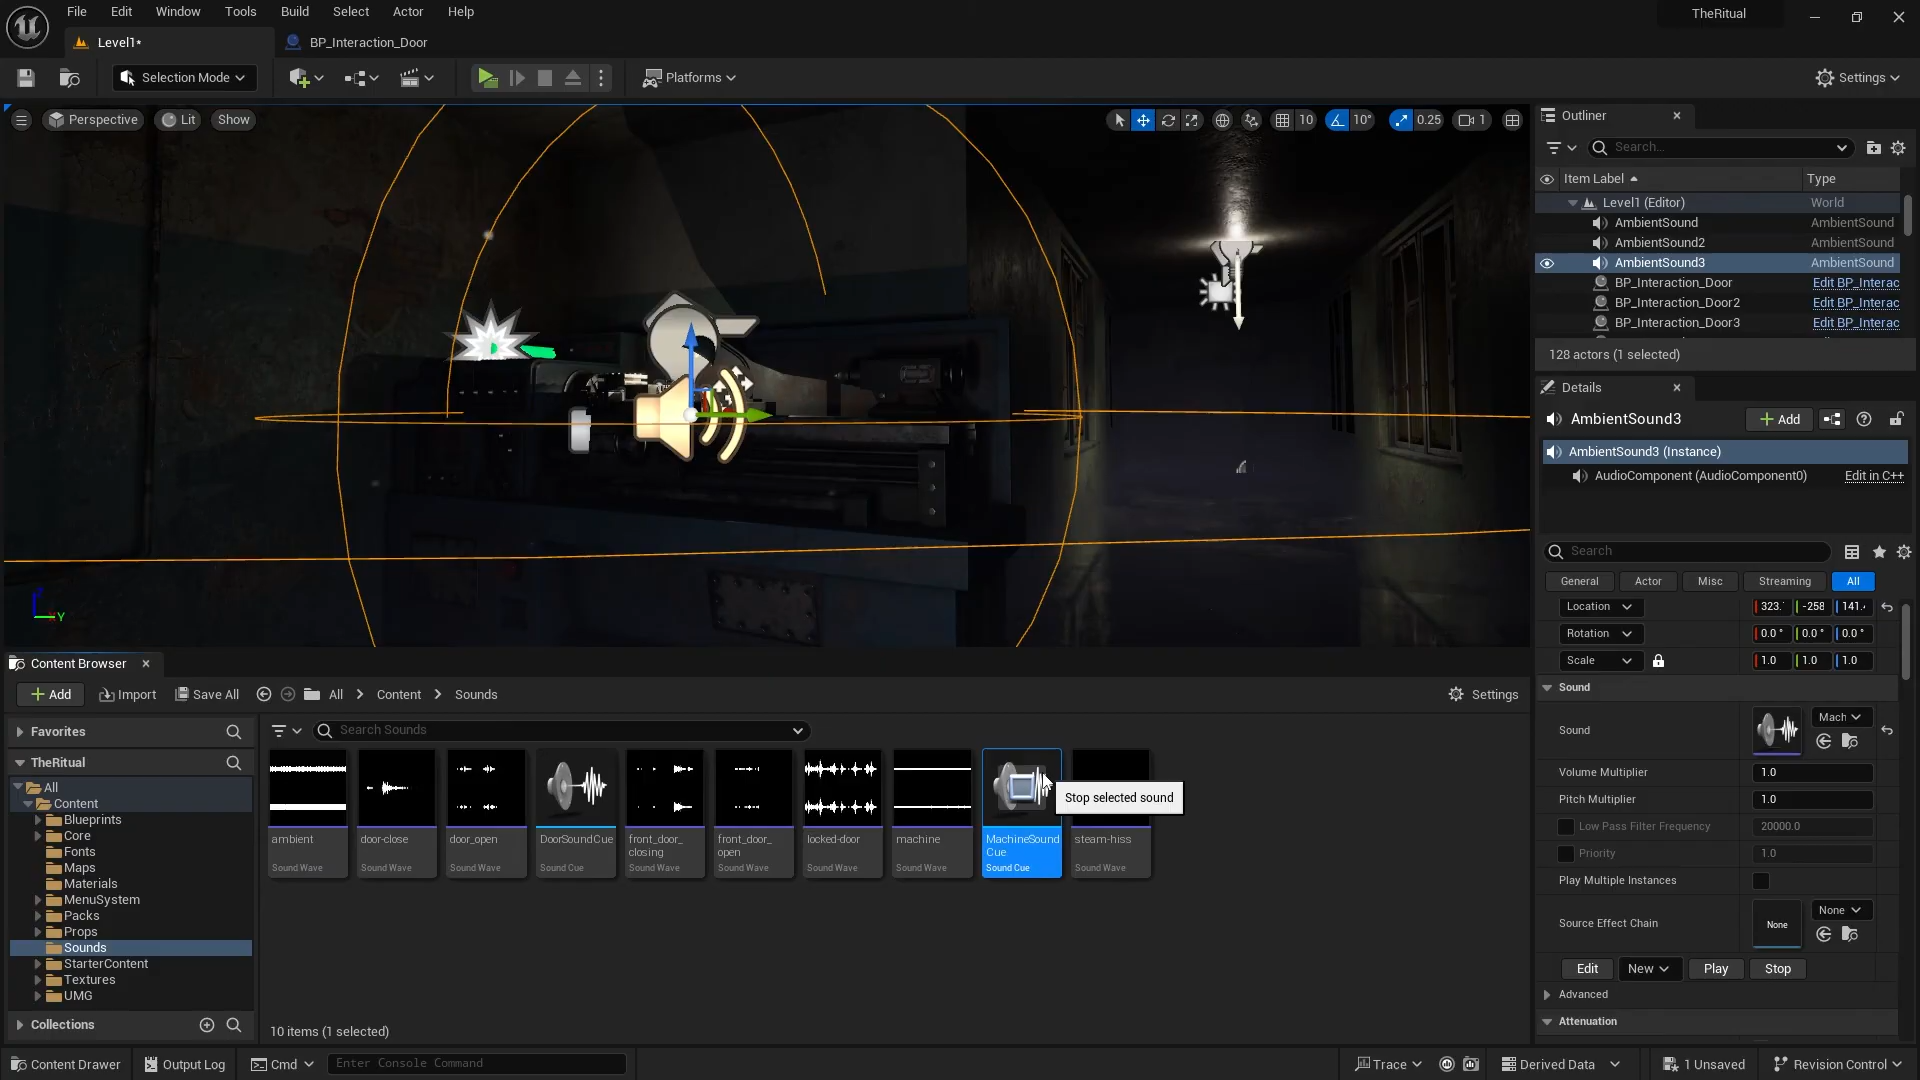 File Edit Window Tools Build Select Actor Help
TheRitual
Level1*
BP_Interaction_Door
Selection Mode
Platforms
Settings
Perspective
Lit
Show
10
10°
0.25
1
Outliner
Search...
Item Label
Type
Level1 (Editor)
World
AmbientSound
AmbientSound
AmbientSound2
AmbientSound
AmbientSound3
AmbientSound
BP_Interaction_Door
Edit BP_Interac
BP_Interaction_Door2
Edit BP_Interac
BP_Interaction_Door3
Edit BP_Interac
128 actors (1 selected)
Details
AmbientSound3
Add
AmbientSound3 (Instance)
AudioComponent (AudioComponent0)
Edit in C++
Search
General
Actor
Misc
Streaming
All
Location
323.
-258
141.
Rotation
0.0 °
0.0 °
0.0 °
Scale
1.0
1.0
1.0
Sound
Sound
Mach
Volume Multiplier
1.0
Pitch Multiplier
1.0
Low Pass Filter Frequency
20000.0
Priority
1.0
Play Multiple Instances
Source Effect Chain
None
None
Edit
New
Play
Stop
Advanced
Attenuation
Y
Content Browser
Add
Import
Save All
All
Content
Sounds
Settings
Favorites
Search Sounds
TheRitual
All
Content
Blueprints
Core
Fonts
Maps
Materials
MenuSystem
Packs
Props
Sounds
StarterContent
Textures
UMG
Collections
ambient
Sound Wave
door-close
Sound Wave
door_open
Sound Wave
DoorSoundCue
Sound Cue
front_door_
closing
Sound Wave
front_door_
open
Sound Wave
locked-door
Sound Wave
machine
Sound Wave
MachineSound
Cue
Sound Cue
steam-hiss
Sound Wave
Stop selected sound
10 items (1 selected)
Content Drawer
Output Log
Cmd
Enter Console Command
Trace
Derived Data
1 Unsaved
Revision Control